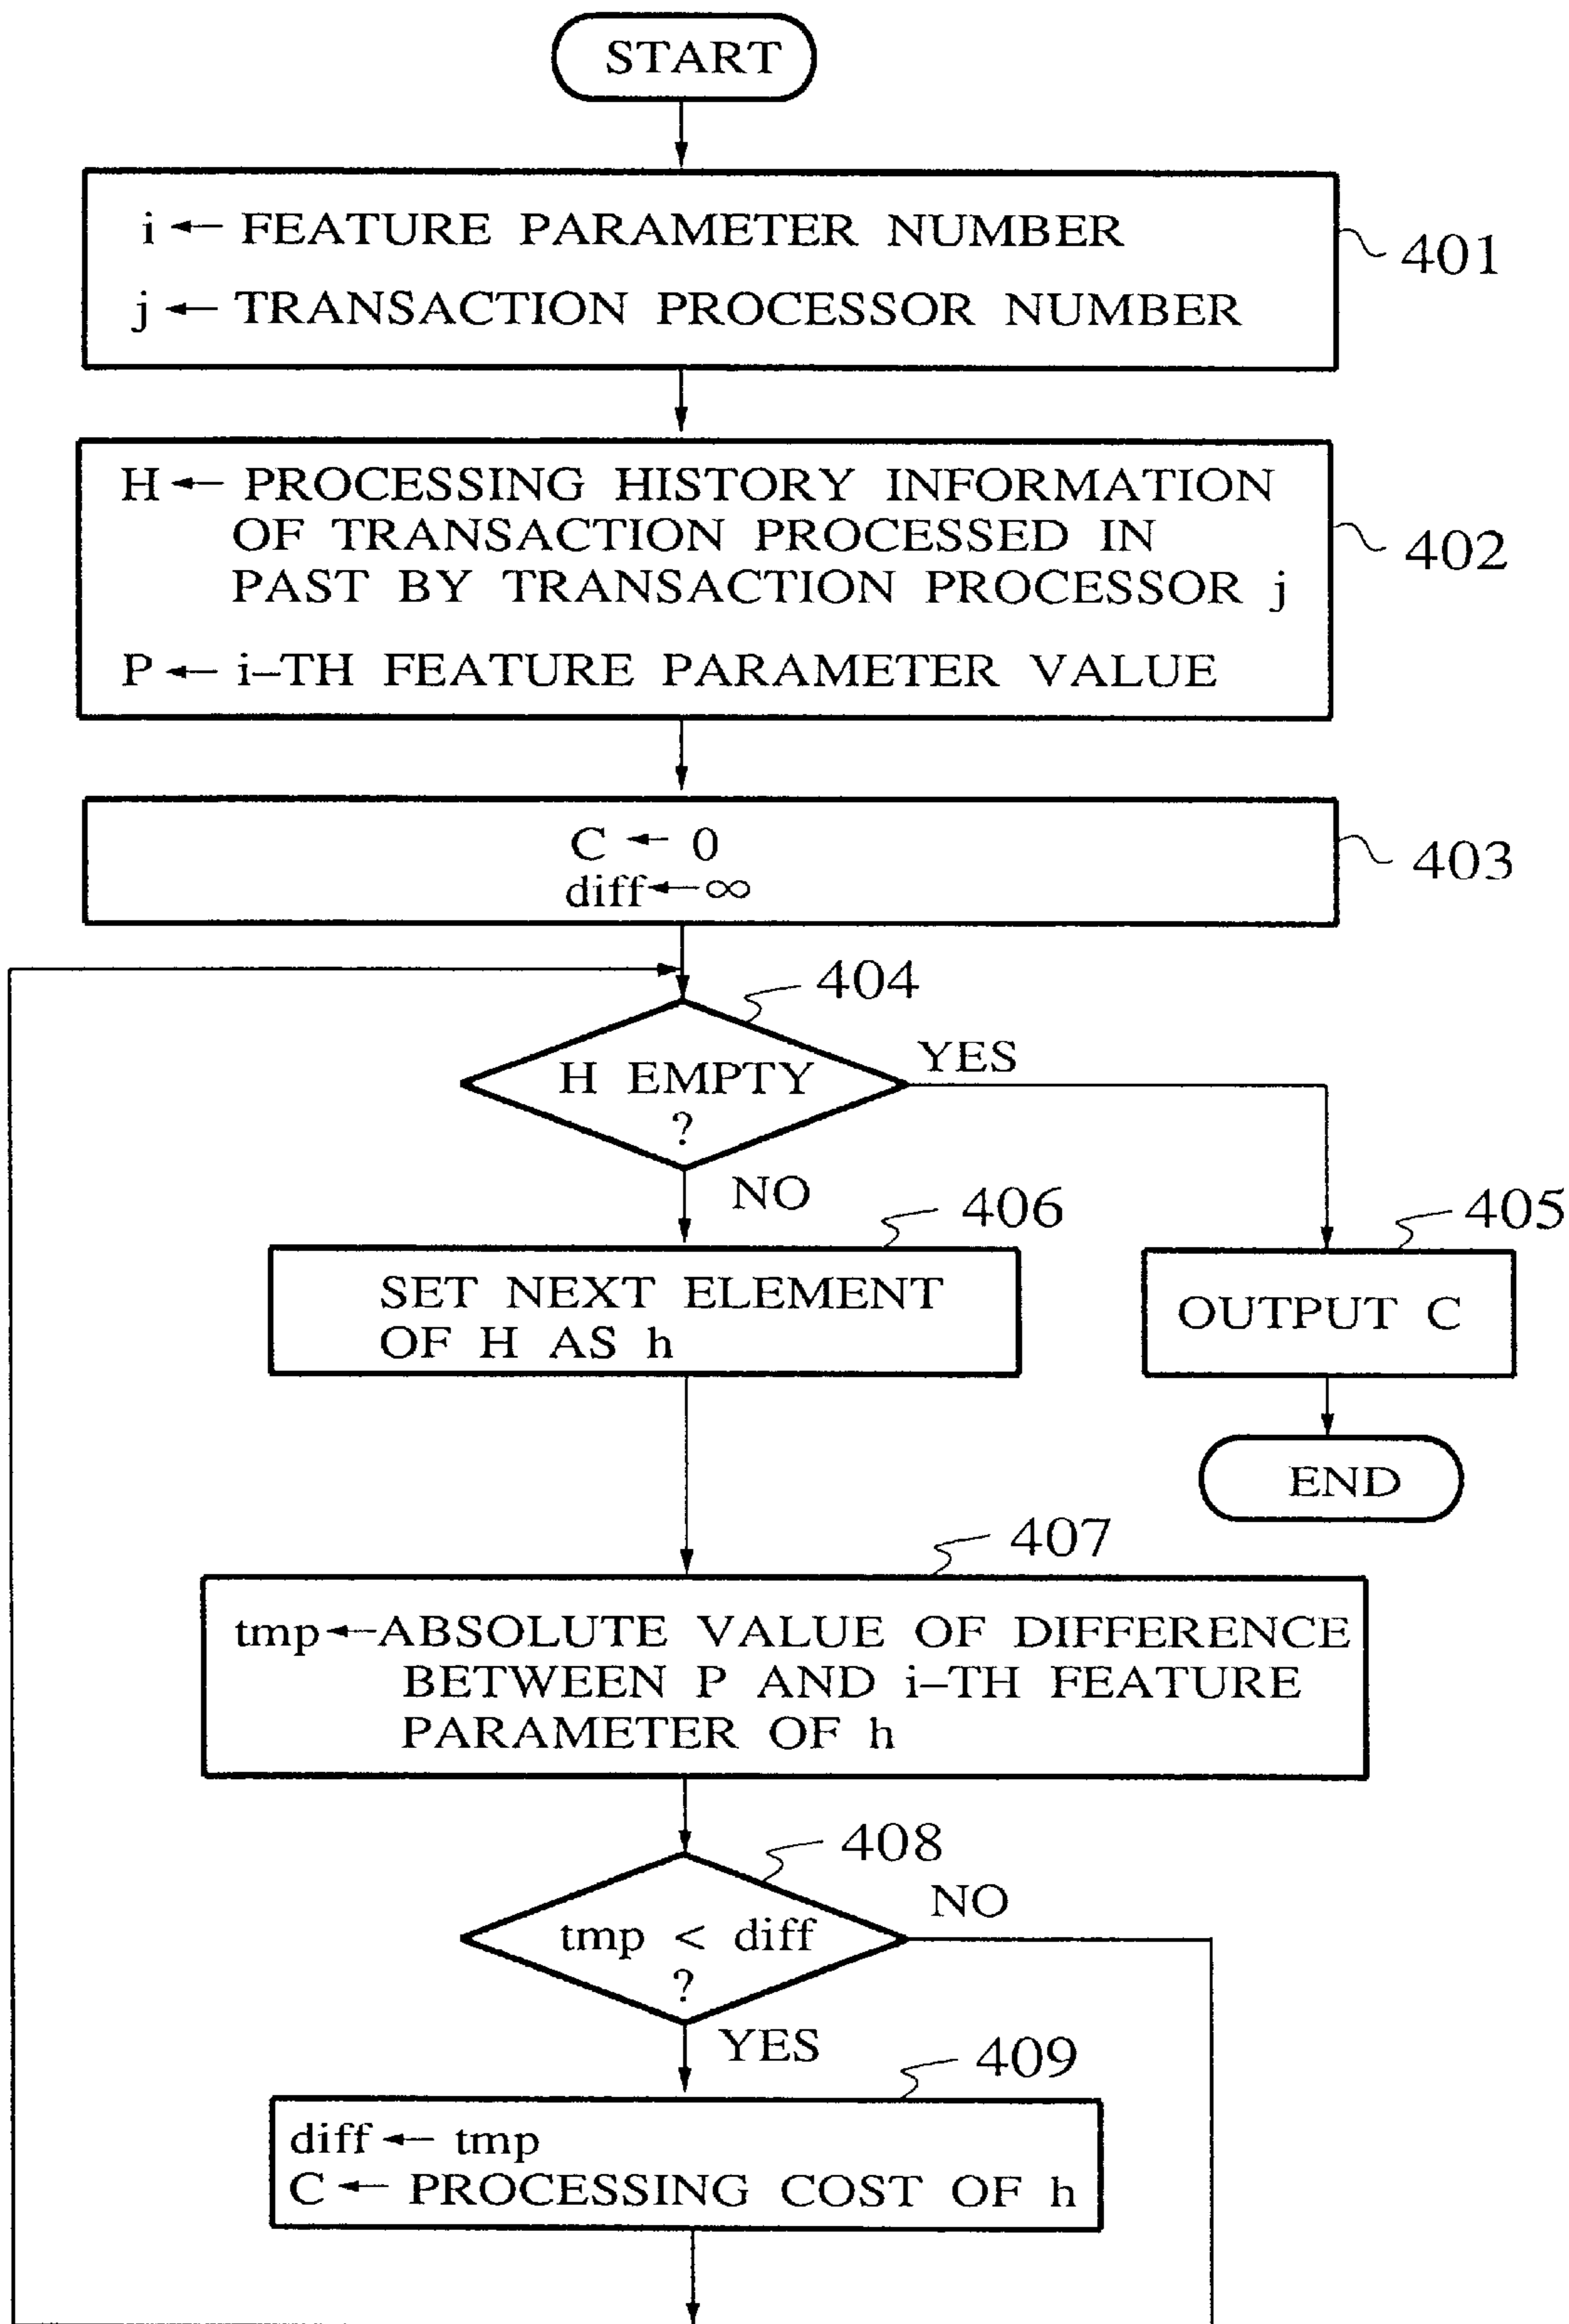 START
i ← FEATURE PARAMETER NUMBER
j ← TRANSACTION PROCESSOR NUMBER
401
H ← PROCESSING HISTORY INFORMATION
OF TRANSACTION PROCESSED IN
PAST BY TRANSACTION PROCESSOR j
P ← i–TH FEATURE PARAMETER VALUE
402
C ← 0
diff ← ∞
403
404
H EMPTY
?
YES
NO
406
SET NEXT ELEMENT
OF H AS h
405
OUTPUT C
END
407
tmp ← ABSOLUTE VALUE OF DIFFERENCE
BETWEEN P AND i–TH FEATURE
PARAMETER OF h
408
tmp < diff
?
NO
YES
409
diff ← tmp
C ← PROCESSING COST OF h